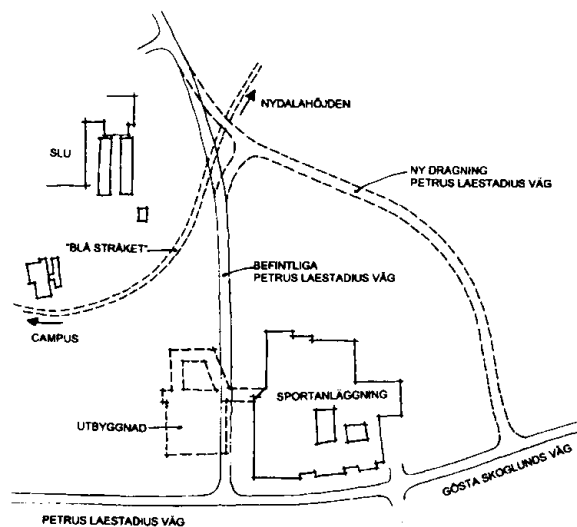 NYDALAHÖJDEN
SLU
NY DRAGNING
PETRUS LAESTADIUS VÄG
"BLÅ STRÅKET"
BEFINTLIGA
PETRUS LAESTADIUS VÄG
CAMPUS
SPORTANLÄGGNING
UTBYGGNAD
GÖSTA SKOGLUNDS VÄG
PETRUS LAESTADIUS VÄG